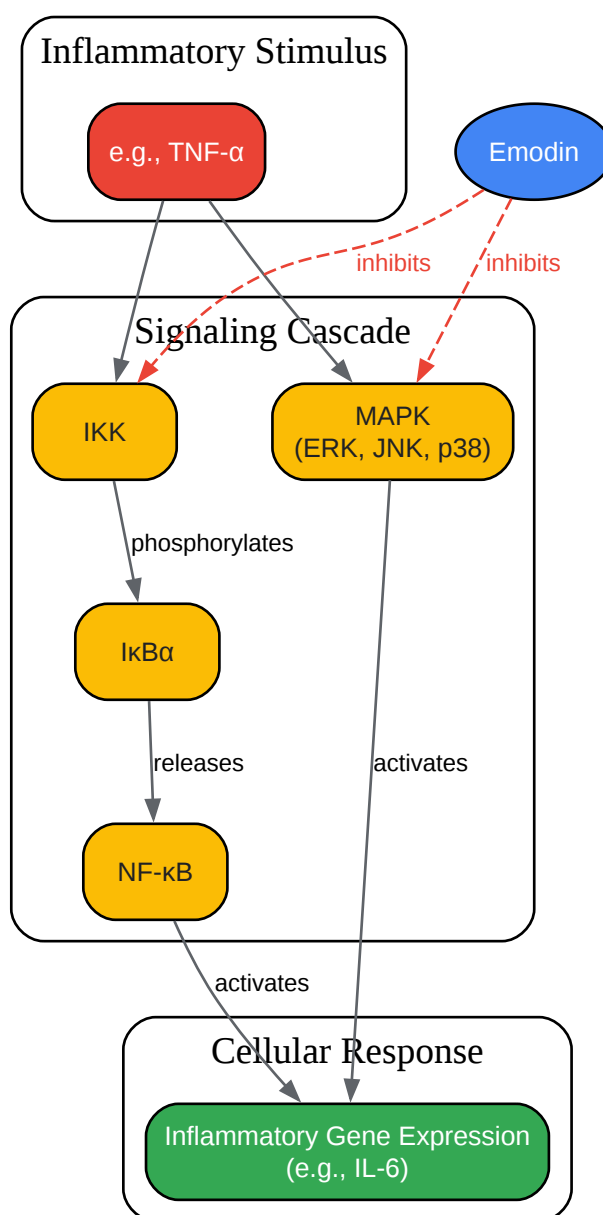 Inflammatory Stimulus
e.g., TNF-α
Emodin
inhibits
inhibits
Signaling Cascade
IKK
MAPK
(ERK, JNK, p38)
phosphorylates
IκBα
releases
activates
NF-κB
activates
Cellular Response
Inflammatory Gene Expression
(e.g., IL-6)